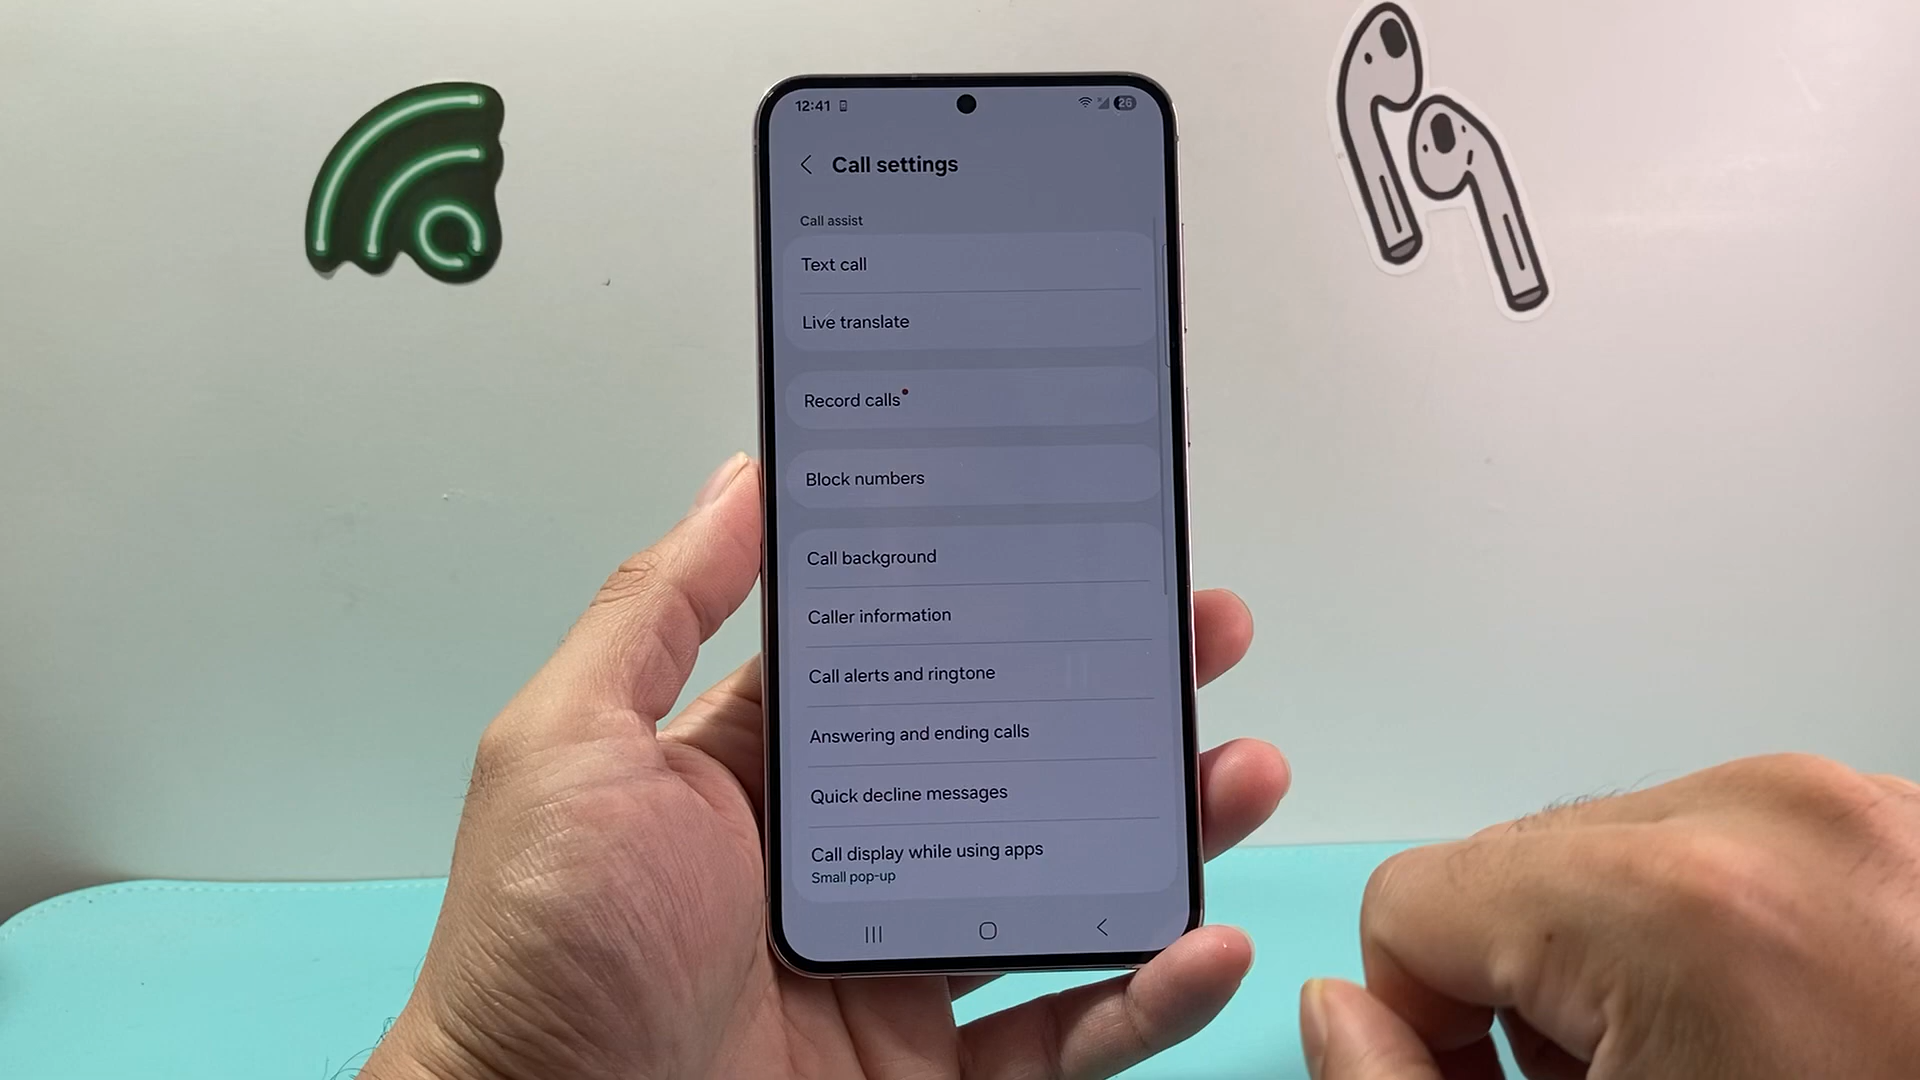 12:41
26
Call settings
Call assist
Text call
Live translate
Record calls
Block numbers
Call background
Caller information
Call alerts and ringtone
Answering and ending calls
Quick decline messages
Call display while using apps
Small pop-up